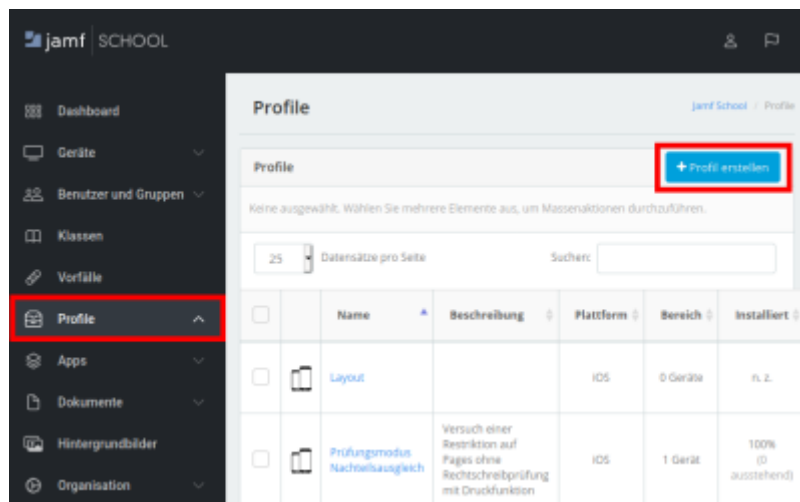 jamf SCHOOL
Dashboard
Geräte
Benutzer und Gruppen
Klassen
Vorfälle
Profile
Apps
Dokumente
Hintergrundbilder
Organisation
Profile
Jamf School / Profile
Profile
+ Profil erstellen
Keine ausgewählt. Wählen Sie mehrere Elemente aus, um Massenaktionen durchzuführen.
25 Datensätze pro Seite Suchen:
Name Beschreibung Plattform Bereich Installiert
Layout iOS 0 Geräte n. z.
Prüfungsmodus
Nachteilsausgleich
Versuch einer
Restriktion auf
Pages ohne
Rechtschreibprüfung
mit Druckfunktion
iOS
1 Gerät
100%
(0
ausstehend)